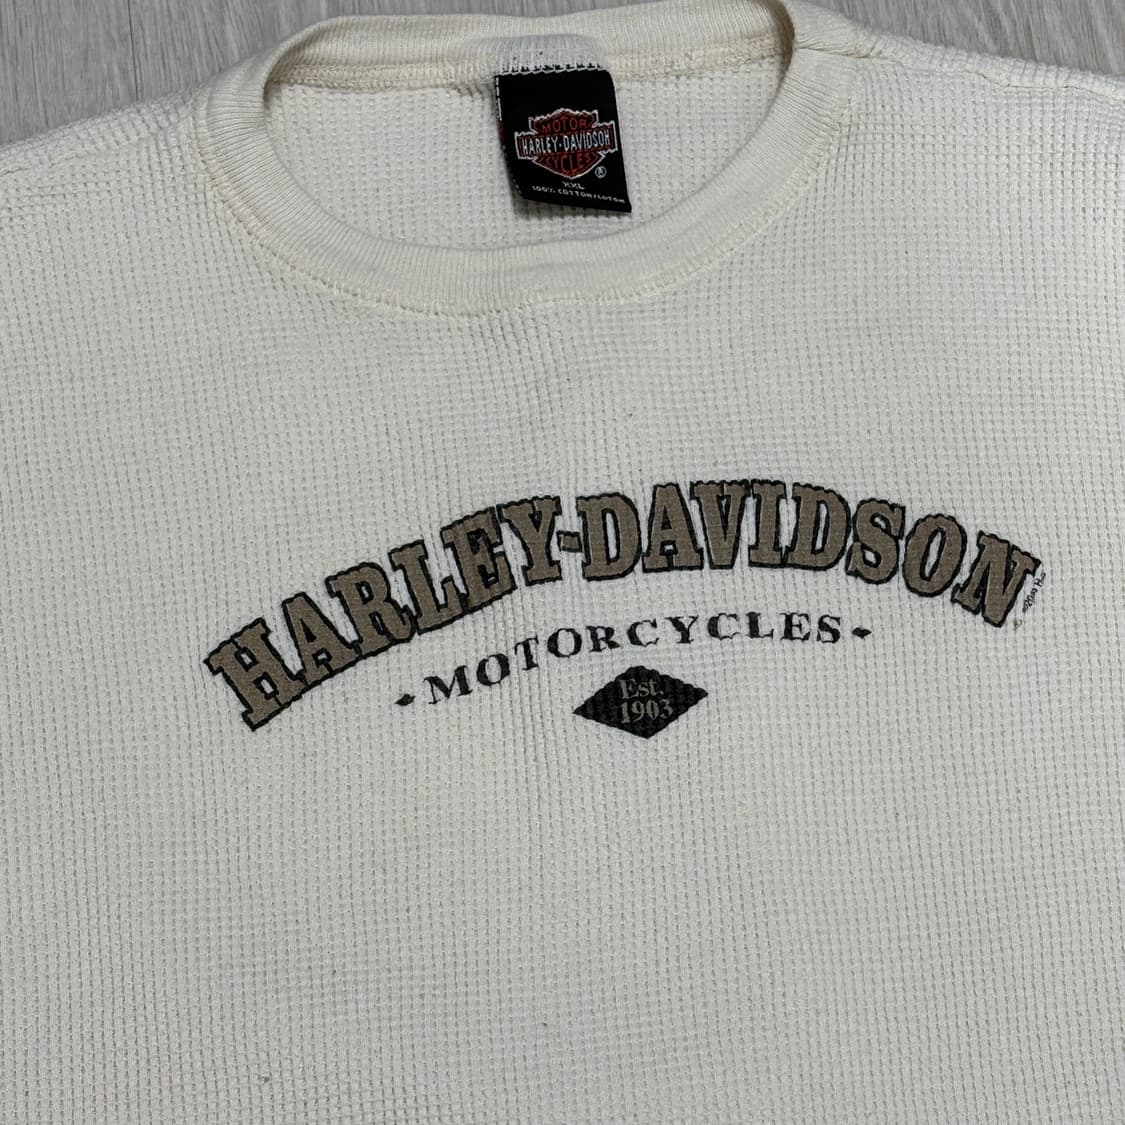 MOTOR
HARLEY-DAVIDSON
CYCLES
®
XXL
100% COTTON/COTON
HARLEY-DAVIDSON
MOTORCYCLES
Est.
1903